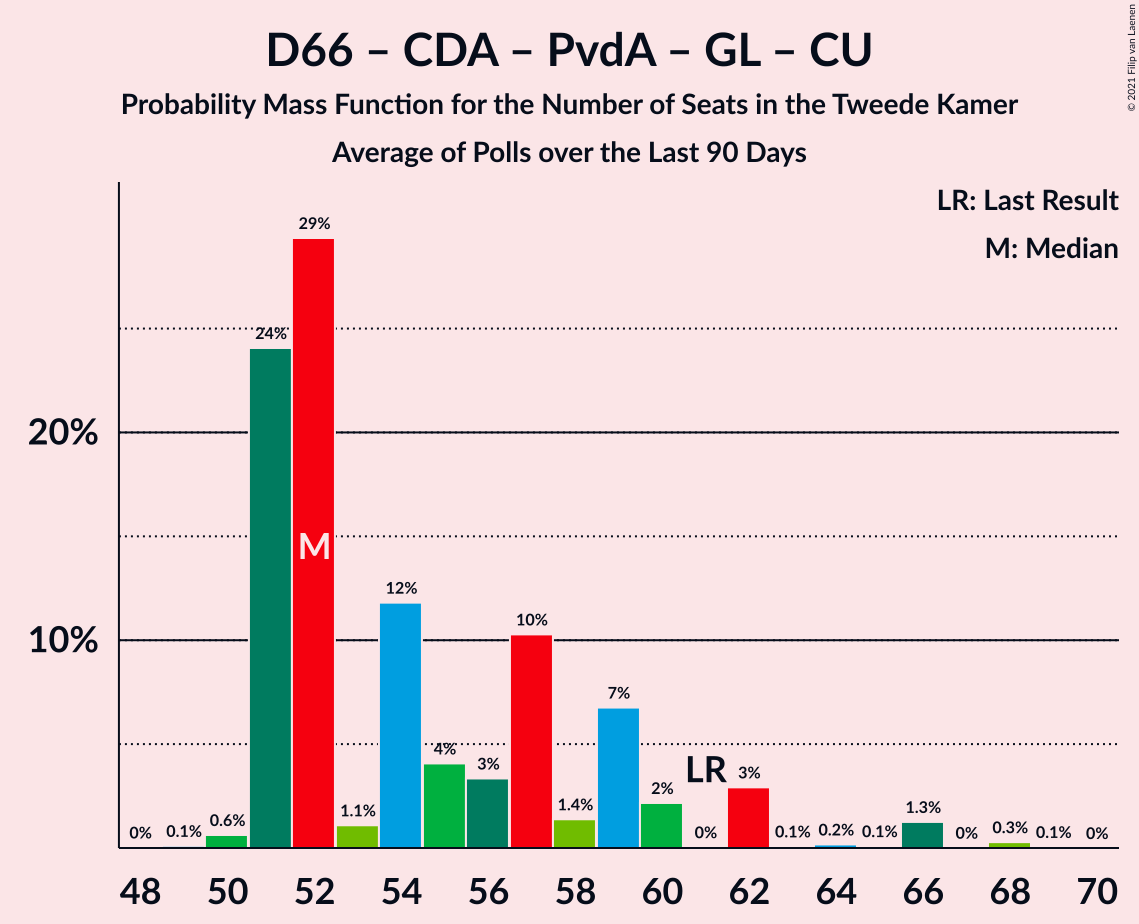 D66 – CDA – PvdA – GL – CU
Probability Mass Function for the Number of Seats in the Tweede Kamer
Average of Polls over the Last 90 Days
© 2021 Filip van Laenen
LR: Last Result
M: Median
20%
10%
0% 0.1% 0.6% 24% 29% 1.1% 12% 4% 3% 10% 1.4% 7% 2% 0% 3% 0.1% 0.2% 0.1% 1.3% 0% 0.3% 0.1% 0%
M
LR
48 50 52 54 56 58 60 62 64 66 68 70